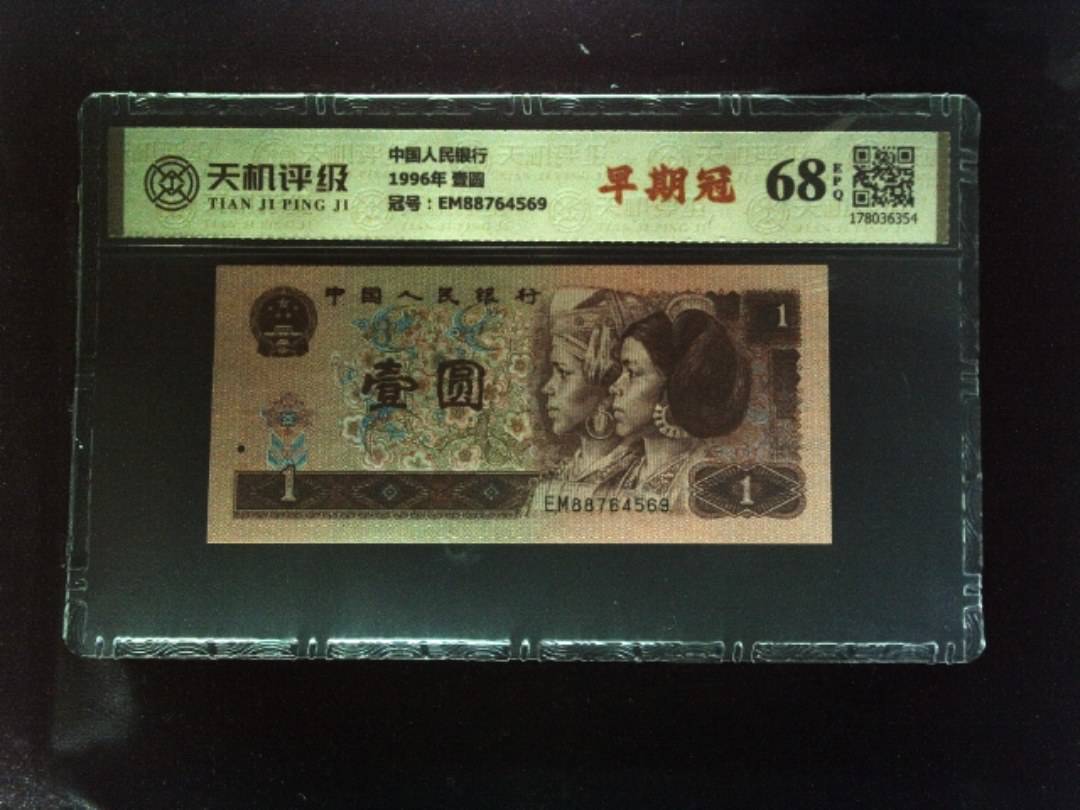 天机评级
TIAN JI PING JI
中国人民银行
1996年 壹圆
冠号：EM88764569
早期冠
68
EPQ
178036354
中国人民银行
1
壹圆
1
EM88764569
1